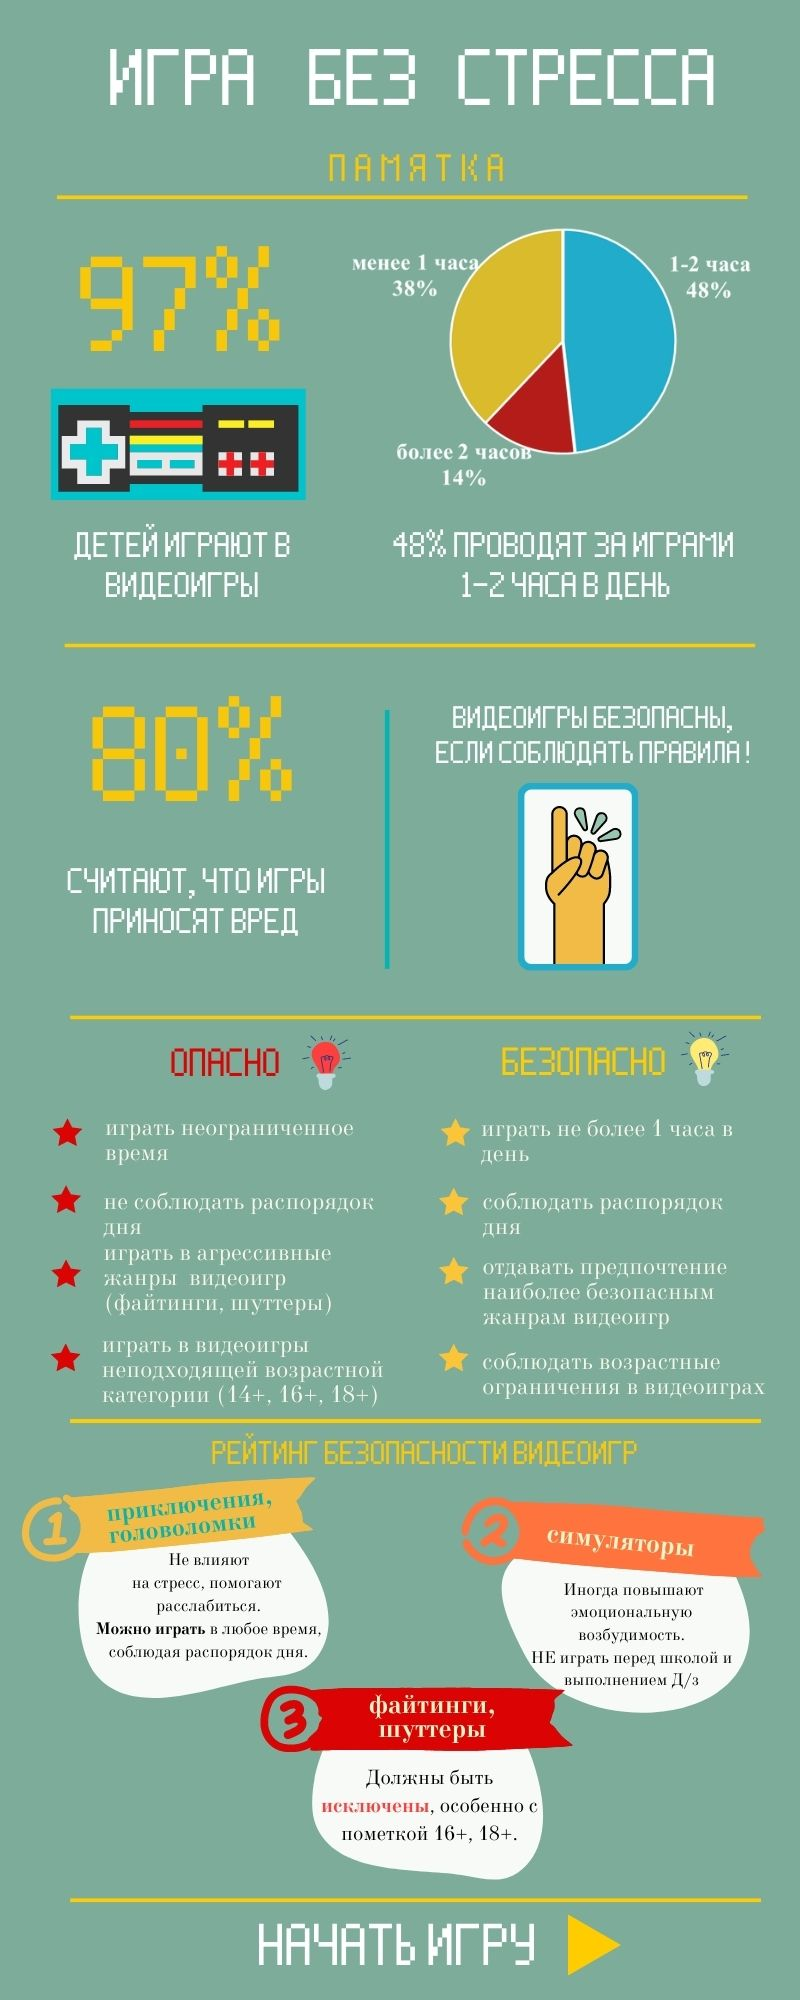 ИГРА БЕЗ СТРЕССА
ПАМЯТКА
97%
менее 1 часа
38%
1-2 часа
48%
более 2 часов
14%
ДЕТЕЙ ИГРАЮТ В
ВИДЕОИГРЫ
48% ПРОВОДЯТ ЗА ИГРАМИ
1-2 ЧАСА В ДЕНЬ
80%
СЧИТАЮТ, ЧТО ИГРЫ
ПРИНОСЯТ ВРЕД
ВИДЕОИГРЫ БЕЗОПАСНЫ,
ЕСЛИ СОБЛЮДАТЬ ПРАВИЛА!
ОПАСНО
играть неограниченное
время
не соблюдать распорядок
дня
играть в агрессивные
жанры видеоигр
(файтинги, шуттеры)
играть в видеоигры
неподходящей возрастной
категории (14+, 16+, 18+)
БЕЗОПАСНО
играть не более 1 часа в
день
соблюдать распорядок
дня
отдавать предпочтение
наиболее безопасным
жанрам видеоигр
соблюдать возрастные
ограничения в видеоиграх
РЕЙТИНГ БЕЗОПАСНОСТИ ВИДЕОИГР
1
приключения,
головоломки
Не влияют
на стресс, помогают
расслабиться.
Можно играть в любое время,
соблюдая распорядок дня.
2
симуляторы
Иногда повышают
эмоциональную
возбудимость.
НЕ играть перед школой и
выполнением Д/з
3
файтинги,
шуттеры
Должны быть
исключены, особенно с
пометкой 16+, 18+.
НАЧАТЬ ИГРУ